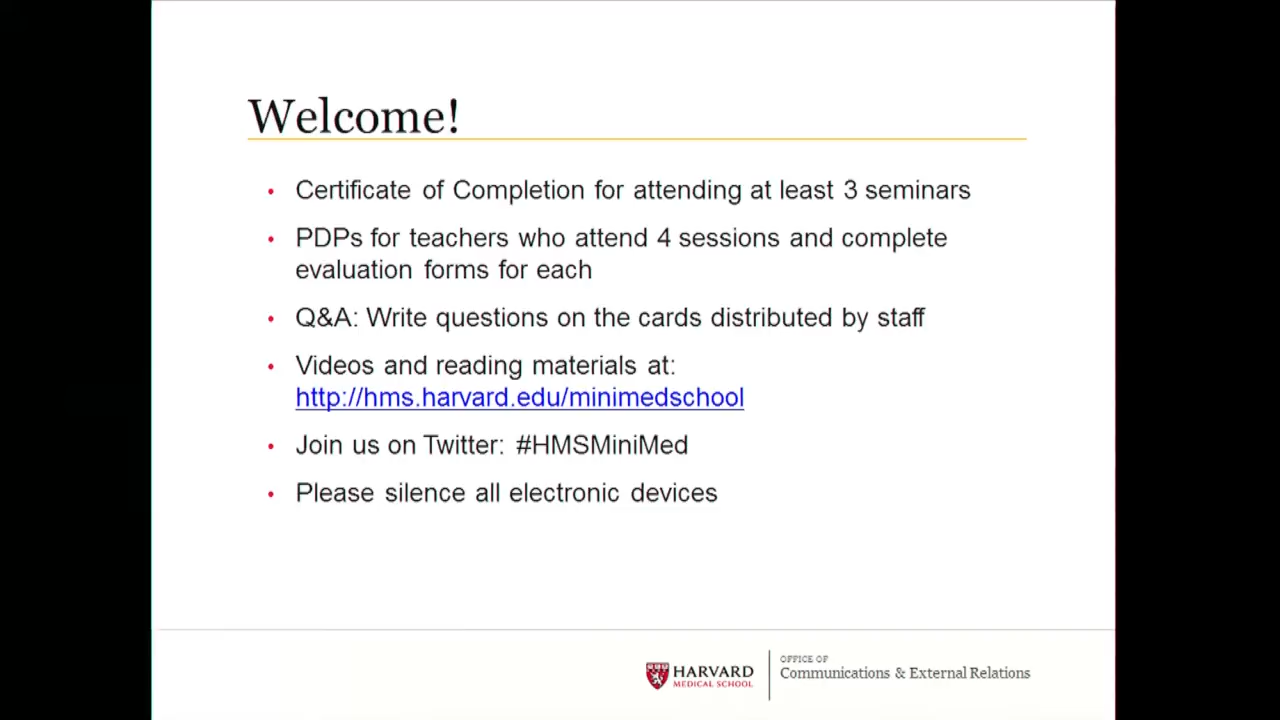 Welcome!
• Certificate of Completion for attending at least 3 seminars
• PDPs for teachers who attend 4 sessions and complete
evaluation forms for each
• Q&A: Write questions on the cards distributed by staff
• Videos and reading materials at:
http://hms.harvard.edu/minimedschool
• Join us on Twitter: #HMSMiniMed
• Please silence all electronic devices
HARVARD
MEDICAL SCHOOL
OFFICE OF
Communications & External Relations